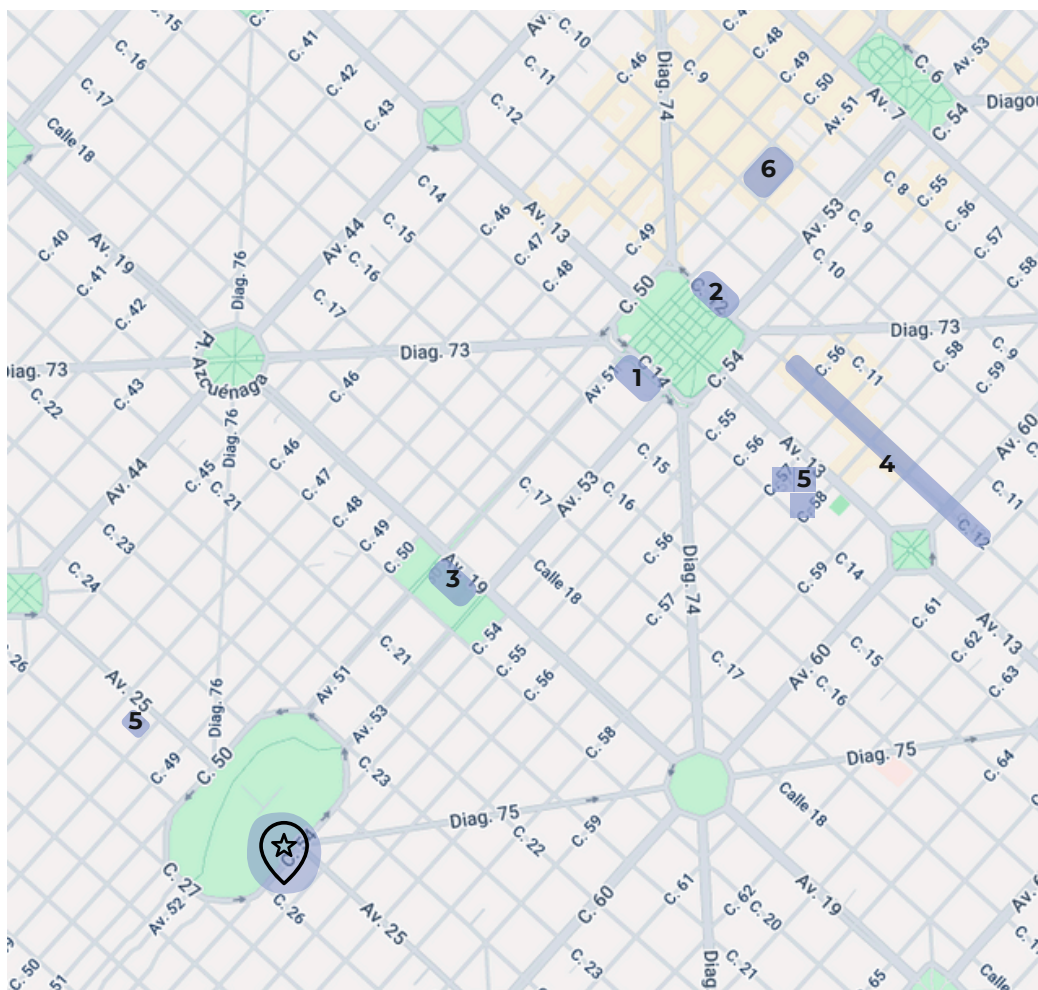 C. 15
C. 16
C. 17
Calle 18
C. 41
C. 42
C. 43
Av.
C. 10
C. 11
C. 12
C. 46
Diag. 74
C. 9
C. 48
C. 49
C. 50
Av. 51
Av. 7
C. 6
Av. 53
C. 54
6
C. 14
C. 15
C. 16
C. 17
C. 46
C. 47
C. 48
Av. 13
C. 49
C. 50
Av. 53
C. 8
C. 55
C. 56
C. 57
C. 58
C. 9
C. 10
C. 40
C. 41
C. 42
Av. 19
Diag. 76
Av. 44
2
C. 12
Diag. 73
Pl. Azcuénaga
Diag. 73
Diag. 73
C. 22
C. 43
C. 46
Av. 51
1
C. 14
C. 54
C. 56
C. 11
C. 58
C. 59
C. 9
Av. 60
Av. 44
C. 45
C. 21
Diag. 76
C. 46
C. 47
C. 48
C. 49
C. 50
C. 55
C. 56
C. 15
Av. 13
C. 57
5
C. 58
4
C. 11
C. 12
C. 17
Av. 53
C. 16
C. 56
C. 57
Diag. 74
C. 23
C. 24
3
Av. 19
Calle 18
C. 54
C. 55
C. 56
C. 59
C. 14
C. 61
C. 62
C. 63
Av. 13
C. 15
C. 16
Av. 60
C. 17
26
Av. 25
5
C. 49
Diag. 76
C. 50
Av. 51
C. 21
Av. 53
C. 23
C. 58
Diag. 75
C. 64
Calle 18
Diag. 75
C. 22
C. 59
C. 27
Av. 52
C. 26
Av. 25
C. 60
C. 61
C. 62
C. 20
Av. 19
C. 21
C. 23
Diag
C. 50
51
65
Calle